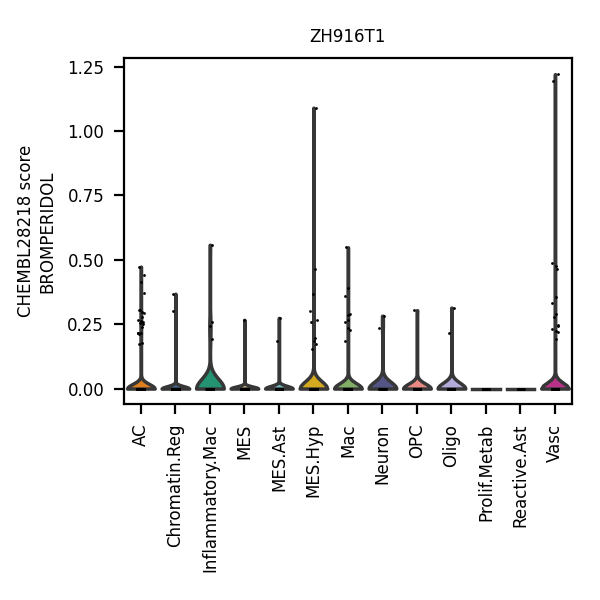 ZH916T1
CHEMBL28218 score
BROMPERIDOL
1.25
1.00
0.75
0.50
0.25
0.00
AC
Chromatin.Reg
Inflammatory.Mac
MES
MES.Ast
MES.Hyp
Mac
Neuron
OPC
Oligo
Prolif.Metab
Reactive.Ast
Vasc